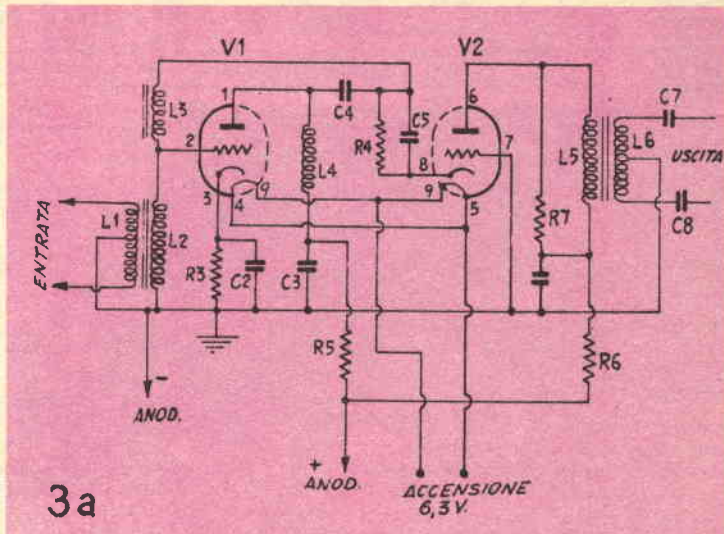 V1
V2
1
6
L3
C4
C5
C7
2
R4
7
L5
L6
USCITA
L4
8
3
4
9
9
5
L1
L2
R7
C8
ENTRATA
R3
C2
C3
R5
R6
-
ANOD.
+
ANOD.
ACCENSIONE
6,3 V.
3a